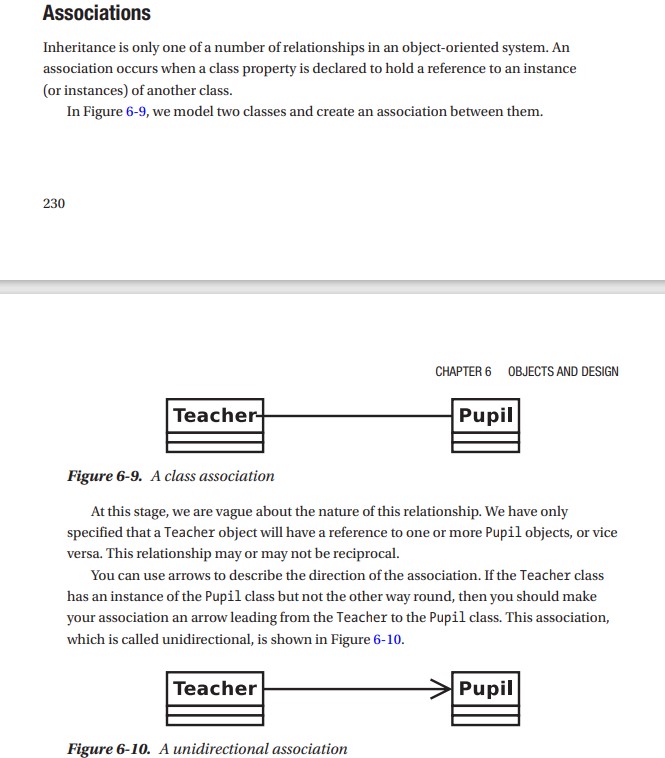 Associations
Inheritance is only one of a number of relationships in an object-oriented system. An
association occurs when a class property is declared to hold a reference to an instance
(or instances) of another class.
In Figure 6-9, we model two classes and create an association between them.
230
CHAPTER 6 OBJECTS AND DESIGN
Teacher Pupil
Figure 6-9. A class association
At this stage, we are vague about the nature of this relationship. We have only
specified that a Teacher object will have a reference to one or more Pupil objects, or vice
versa. This relationship may or may not be reciprocal.
You can use arrows to describe the direction of the association. If the Teacher class
has an instance of the Pupil class but not the other way round, then you should make
your association an arrow leading from the Teacher to the Pupil class. This association,
which is called unidirectional, is shown in Figure 6-10.
Teacher Pupil
Figure 6-10. A unidirectional association